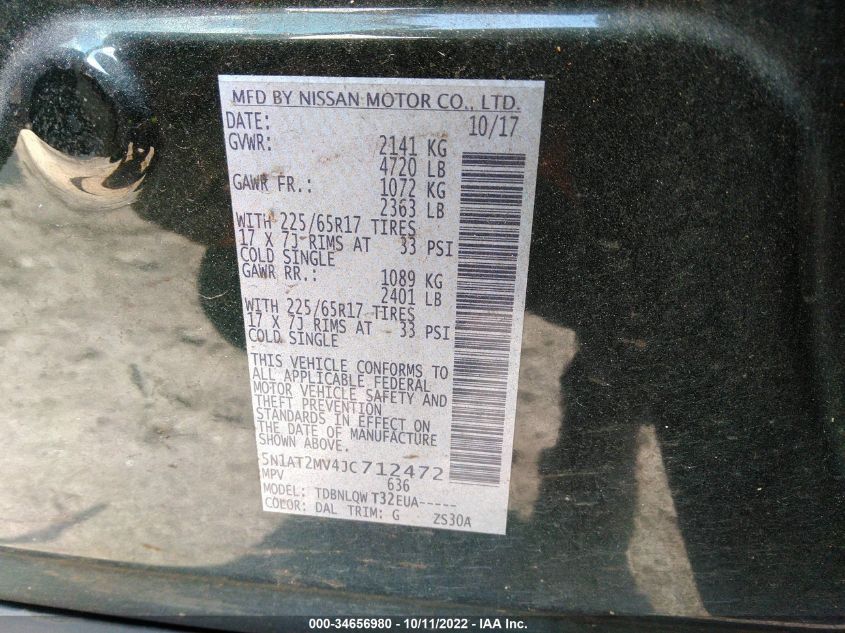 MFD BY NISSAN MOTOR CO., LTD.
DATE: 10/17
GVWR: 2141 KG
4720 LB
GAWR FR.: 1072 KG
2363 LB
WITH 225/65R17 TIRES
17 X 7J RIMS AT 33 PSI
COLD SINGLE
GAWR RR.: 1089 KG
2401 LB
WITH 225/65R17 TIRES
17 X 7J RIMS AT 33 PSI
COLD SINGLE
THIS VEHICLE CONFORMS TO
ALL APPLICABLE FEDERAL
MOTOR VEHICLE SAFETY AND
THEFT PREVENTION
STANDARDS IN EFFECT ON
THE DATE OF MANUFACTURE
SHOWN ABOVE.
5N1AT2MV4JC712472
MPV 636
MODEL: TDBNLQW T32EUA-----
COLOR: DAL TRIM: G ZS30A
000-34656980 - 10/11/2022 - IAA Inc.